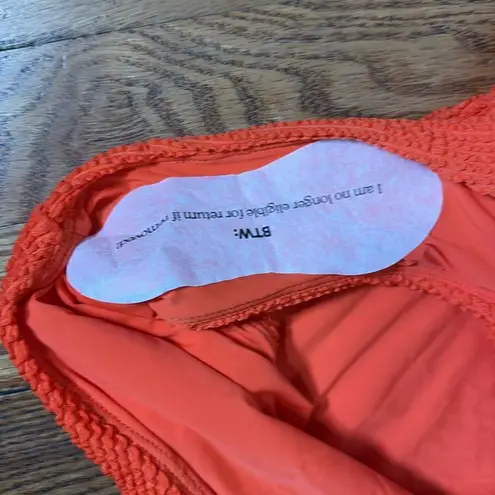 BTW:
I am no longer eligible for return if removed!